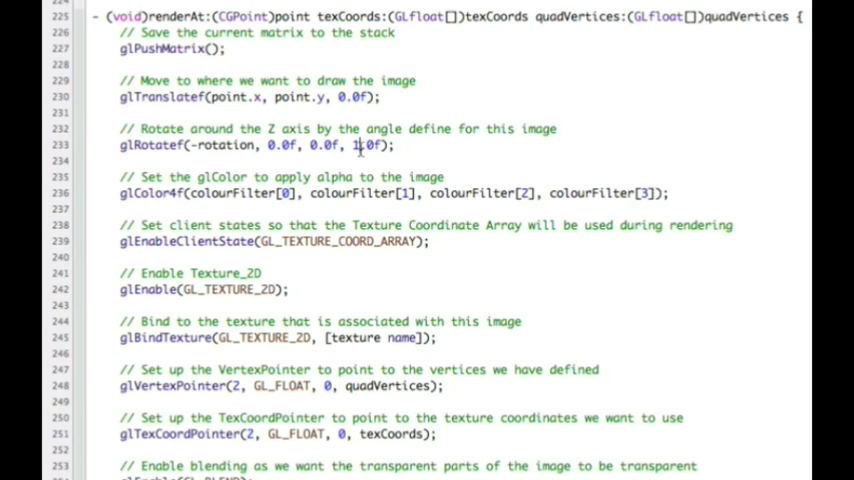 224
225 - (void)renderAt:(CGPoint)point texCoords:(GLfloat[])texCoords quadVertices:(GLfloat[])quadVertices {
226 // Save the current matrix to the stack
227 glPushMatrix();
228
229 // Move to where we want to draw the image
230 glTranslatef(point.x, point.y, 0.0f);
231
232 // Rotate around the Z axis by the angle define for this image
233 glRotatef(-rotation, 0.0f, 0.0f, 1.0f);
234
235 // Set the glColor to apply alpha to the image
236 glColor4f(colourFilter[0], colourFilter[1], colourFilter[2], colourFilter[3]);
237
238 // Set client states so that the Texture Coordinate Array will be used during rendering
239 glEnableClientState(GL_TEXTURE_COORD_ARRAY);
240
241 // Enable Texture_2D
242 glEnable(GL_TEXTURE_2D);
243
244 // Bind to the texture that is associated with this image
245 glBindTexture(GL_TEXTURE_2D, [texture name]);
246
247 // Set up the VertexPointer to point to the vertices we have defined
248 glVertexPointer(2, GL_FLOAT, 0, quadVertices);
249
250 // Set up the TexCoordPointer to point to the texture coordinates we want to use
251 glTexCoordPointer(2, GL_FLOAT, 0, texCoords);
252
253 // Enable blending as we want the transparent parts of the image to be transparent
glEnable(GL_BLEND);